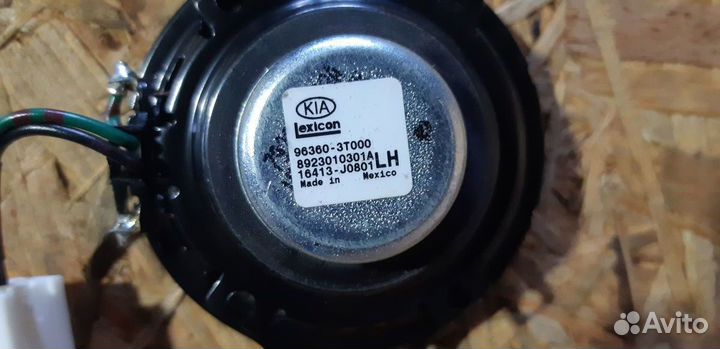 KIA
Lexicon
96360-3T000
8923010301A
16413-J0801 LH
Made in Mexico
Avito